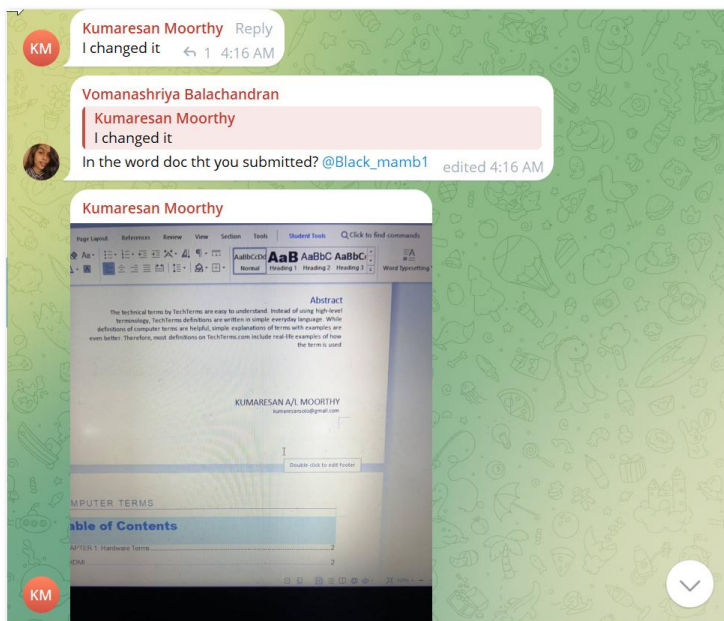 Kumaresan Moorthy Reply
KM
I changed it 1 4:16 AM
Vomanashriya Balachandran
Kumaresan Moorthy
I changed it
In the word doc tht you submitted? @Black_mamb1 edited 4:16 AM
Kumaresan Moorthy
Page Layout References Review View Section Tools Student Tools Click to find commands
AaBbCcDd AaB AaBbC AaBbC
Normal Heading 1 Heading 2 Heading 3 Word Typesetting
Abstract
The technical terms by TechTerms are easy to understand. Instead of using high-level
terminology, TechTerms definitions are written in simple everyday language. While
definitions of computer terms are helpful, simple explanations of terms with examples are
even better. Therefore, most definitions on TechTerms.com include real-life examples of how
the term is used
KUMARESAN A/L MOORTHY
Double-click to edit footer
MPUTER TERMS
able of Contents
APTER 1 Hardware Terms 2
DMI 2
KM